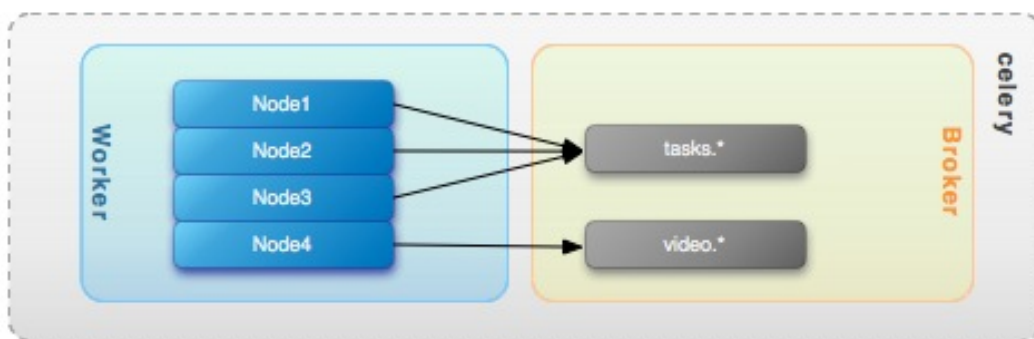 Worker
Node1
Node2
Node3
Node4
tasks.*
video.*
Broker
celery